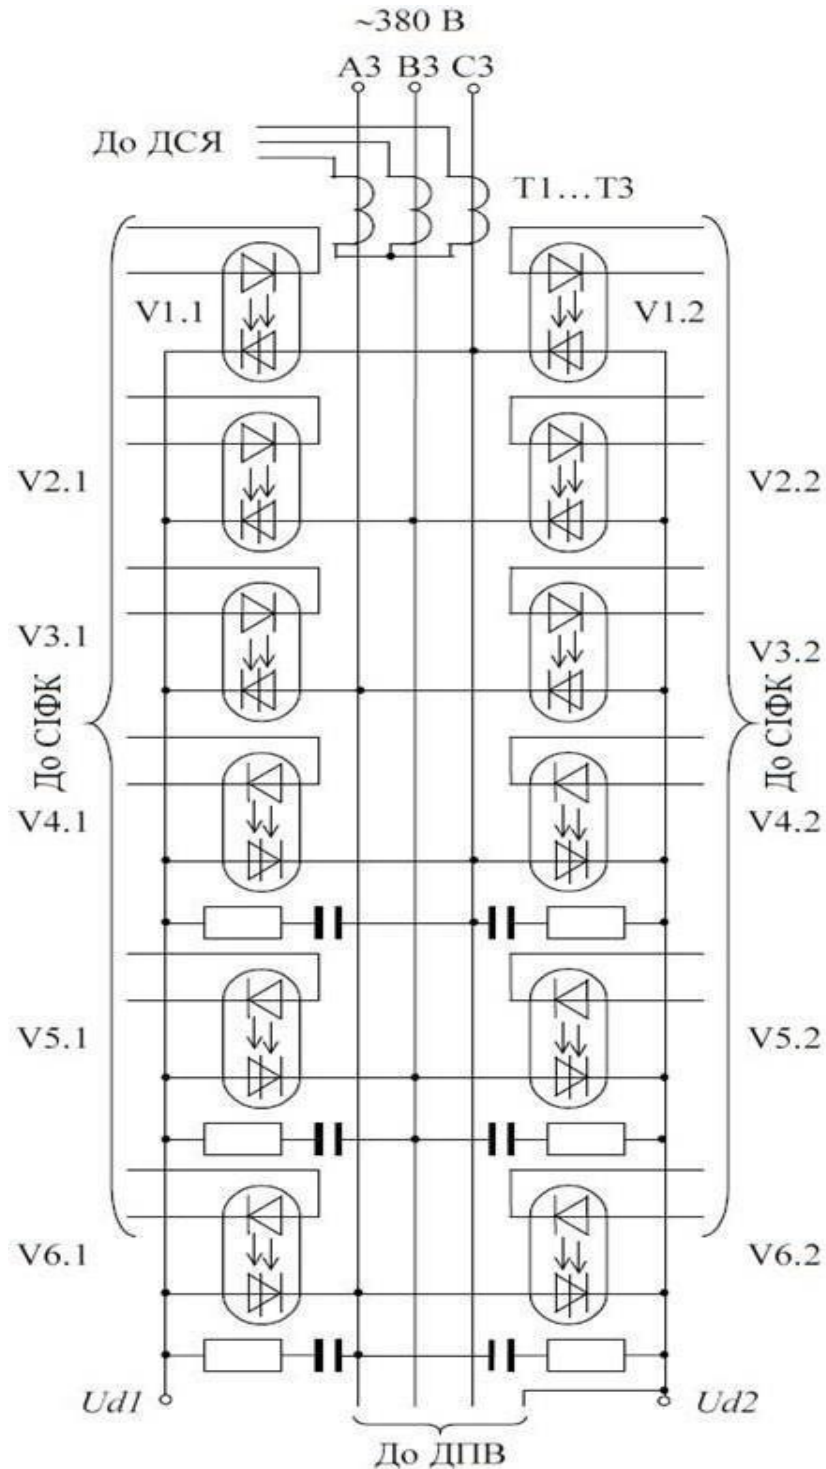 ~380 В
А3 В3 С3
До ДСЯ
Т1...Т3
V1.1
V1.2
V2.1
V2.2
V3.1
V3.2
До СІФК
До СІФК
V4.1
V4.2
V5.1
V5.2
V6.1
V6.2
Ud1
Ud2
До ДПВ